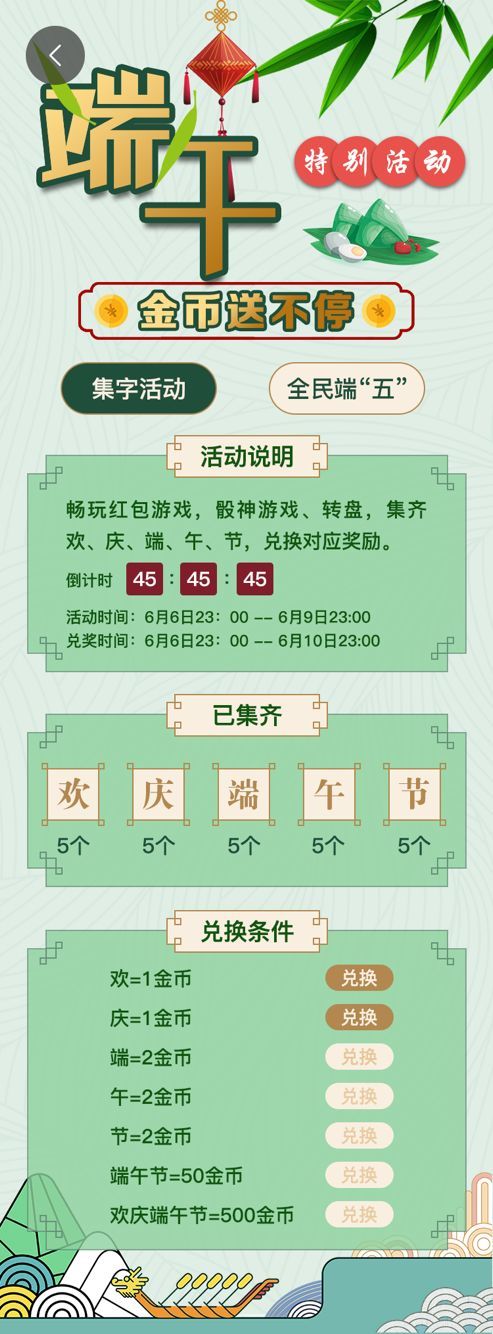 端午
特别活动
金币送不停
集字活动
全民端“五”
活动说明
畅玩红包游戏，骰神游戏、转盘，集齐
欢、庆、端、午、节，兑换对应奖励。
倒计时 45 : 45 : 45
活动时间：6月6日23：00 -- 6月9日23:00
兑奖时间：6月6日23：00 -- 6月10日23:00
已集齐
欢 庆 端 午 节
5个 5个 5个 5个 5个
兑换条件
欢=1金币 兑换
庆=1金币 兑换
端=2金币 兑换
午=2金币 兑换
节=2金币 兑换
端午节=50金币 兑换
欢庆端午节=500金币 兑换